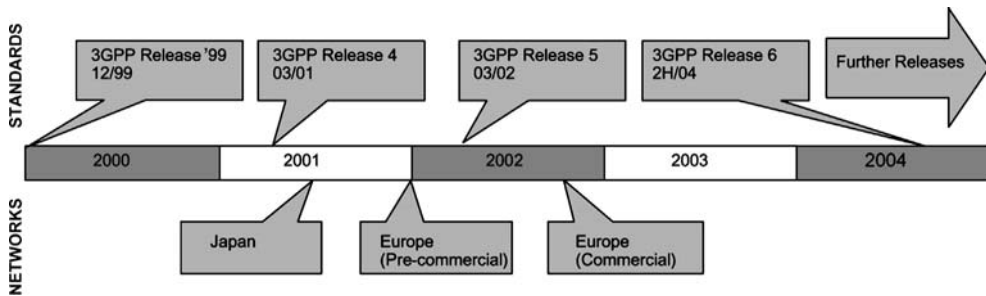 STANDARDS
3GPP Release '99
12/99
3GPP Release 4
03/01
3GPP Release 5
03/02
3GPP Release 6
2H/04
Further Releases
2000
2001
2002
2003
2004
NETWORKS
Japan
Europe
(Pre-commercial)
Europe
(Commercial)